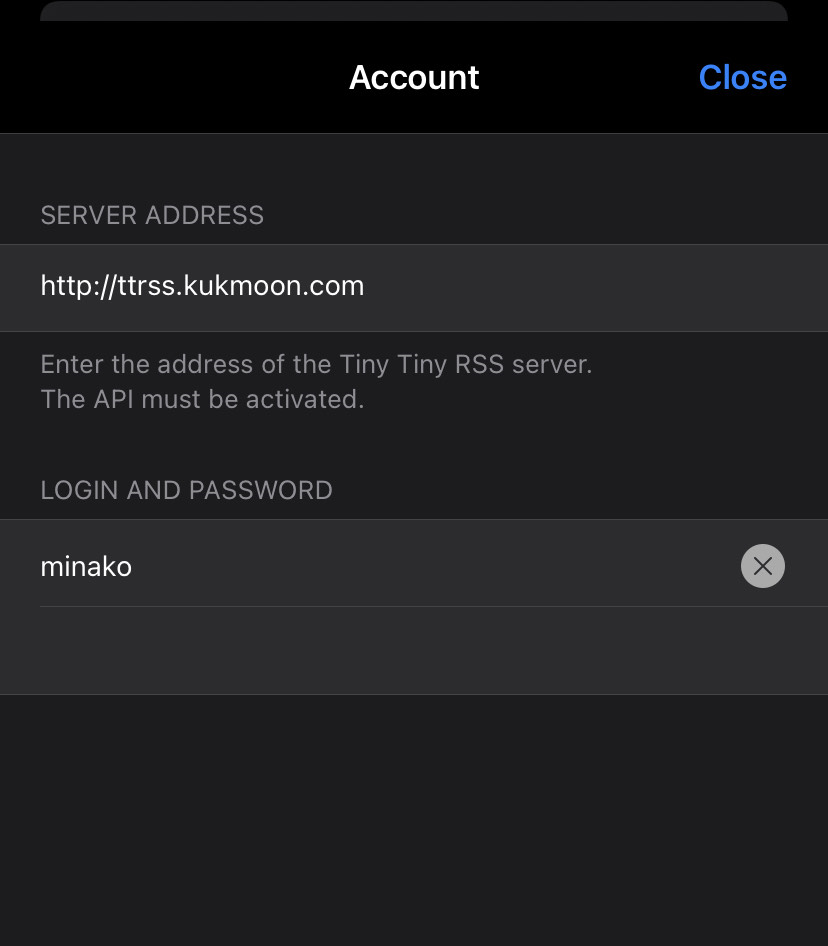 Account
Close
SERVER ADDRESS
http://ttrss.kukmoon.com
Enter the address of the Tiny Tiny RSS server.
The API must be activated.
LOGIN AND PASSWORD
minako